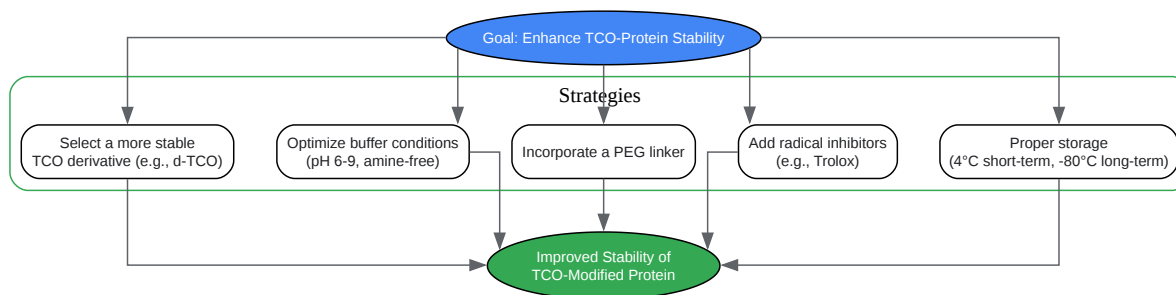 Goal: Enhance TCO-Protein Stability
Strategies
Select a more stable
TCO derivative (e.g., d-TCO)
Optimize buffer conditions
(pH 6-9, amine-free)
Incorporate a PEG linker
Add radical inhibitors
(e.g., Trolox)
Proper storage
(4°C short-term, -80°C long-term)
Improved Stability of
TCO-Modified Protein